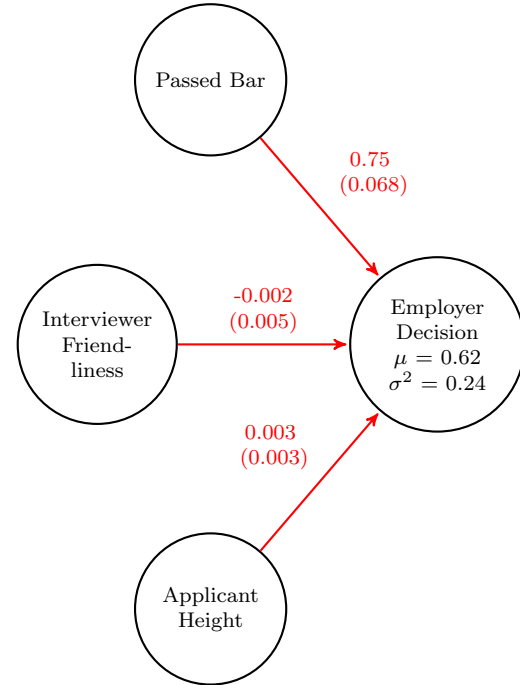 Passed Bar
0.75
(0.068)
-0.002
(0.005)
Interviewer
Friend-
liness
Employer
Decision
μ = 0.62
σ² = 0.24
0.003
(0.003)
Applicant
Height